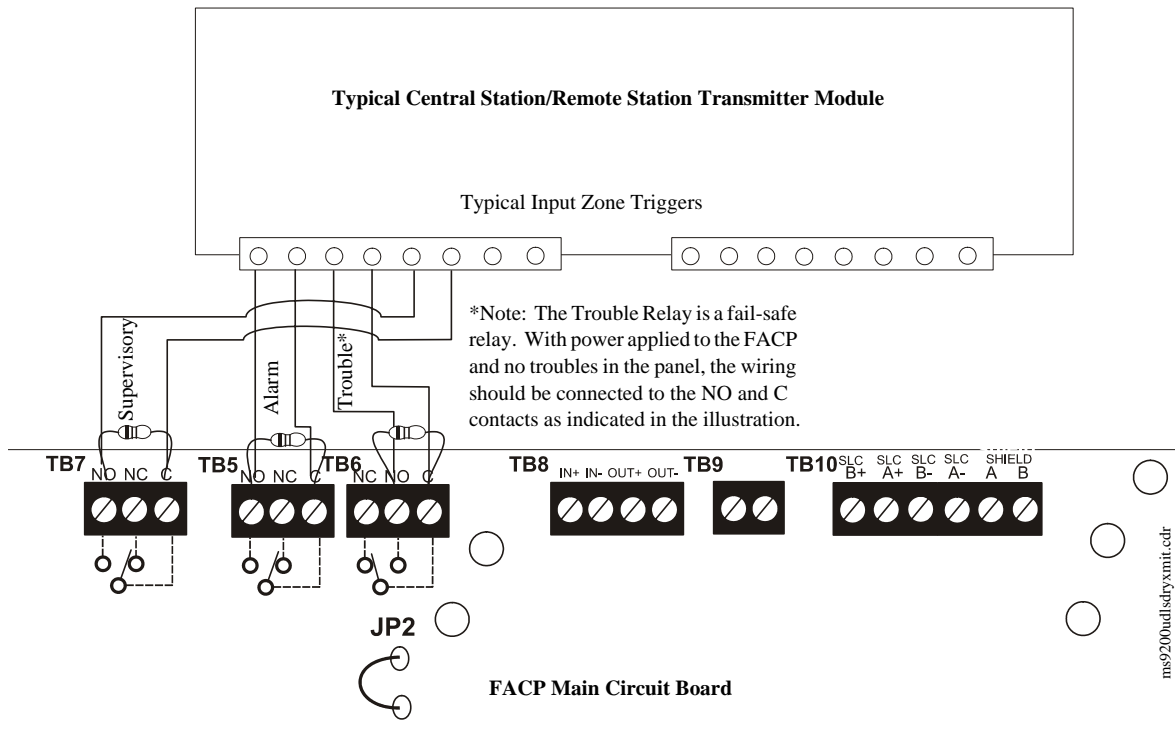 Typical Central Station/Remote Station Transmitter Module
Typical Input Zone Triggers
*Note: The Trouble Relay is a fail-safe
relay. With power applied to the FACP
and no troubles in the panel, the wiring
should be connected to the NO and C
contacts as indicated in the illustration.
Supervisory
Alarm
Trouble*
TB7
NO NC C
TB5
NO NC C
TB6
NC NO C
TB8
IN+ IN- OUT+ OUT-
TB9
TB10
SLC SLC SLC SLC SHIELD
B+ A+ B- A- A B
JP2
FACP Main Circuit Board
ms9200udlsdryxmit.cdr